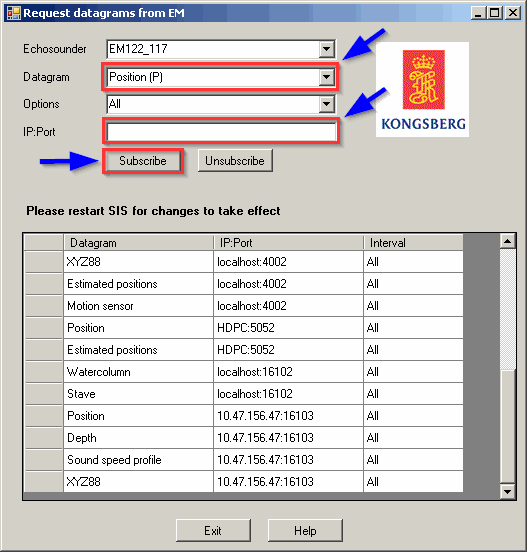 Request datagrams from EM
Echosounder EM122_117
Datagram Position (P)
Options All
IP:Port
KONGSBERG
Subscribe Unsubscribe
Please restart SIS for changes to take effect
Datagram IP:Port Interval
XYZ88 localhost:4002 All
Estimated positions localhost:4002 All
Motion sensor localhost:4002 All
Position HDPC:5052 All
Estimated positions HDPC:5052 All
Watercolumn localhost:16102 All
Stave localhost:16102 All
Position 10.47.156.47:16103 All
Depth 10.47.156.47:16103 All
Sound speed profile 10.47.156.47:16103 All
XYZ88 10.47.156.47:16103 All
Exit Help